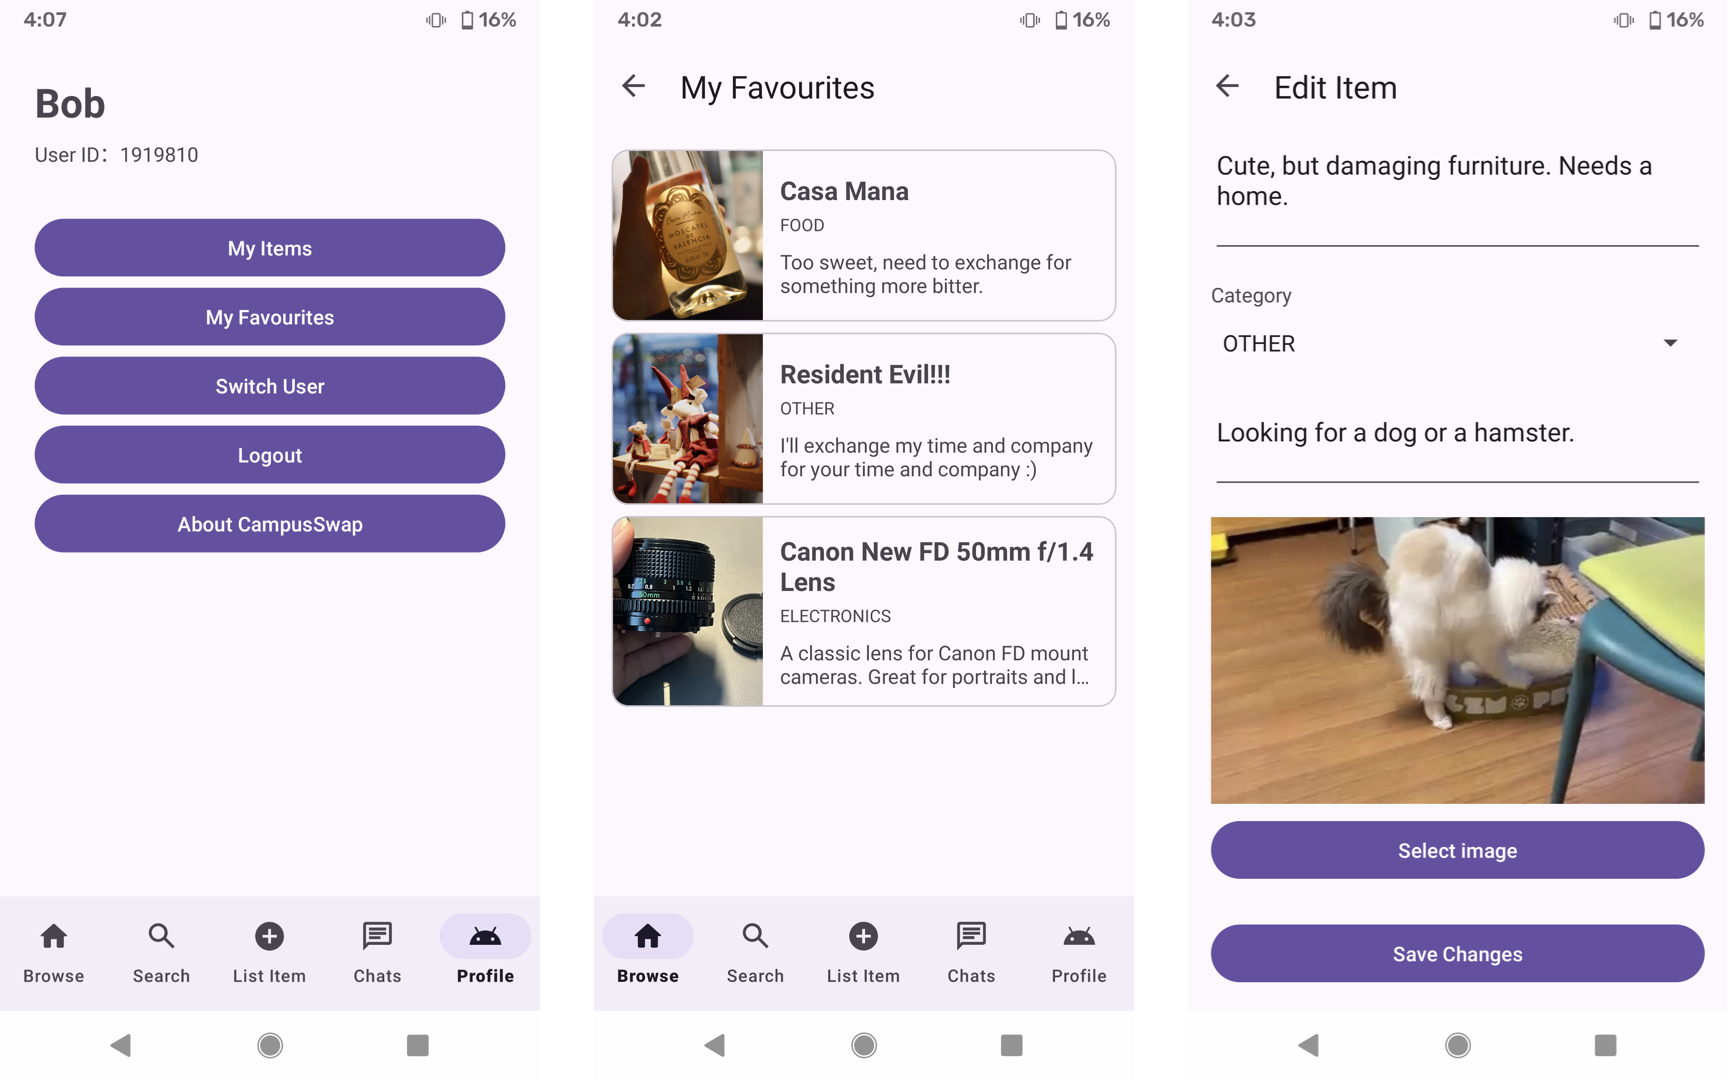 4:07
16%
Bob
User ID：1919810
My Items
My Favourites
Switch User
Logout
About CampusSwap
Browse
Search
List Item
Chats
Profile
4:02
16%
My Favourites
MOSCATEL
DE
VALENCIA
Casa Mana
FOOD
Too sweet, need to exchange for
something more bitter.
Resident Evil!!!
OTHER
I'll exchange my time and company
for your time and company :)
Canon New FD 50mm f/1.4
Lens
ELECTRONICS
A classic lens for Canon FD mount
cameras. Great for portraits and l...
Browse
Search
List Item
Chats
Profile
4:03
16%
Edit Item
Cute, but damaging furniture. Needs a
home.
Category
OTHER
Looking for a dog or a hamster.
Select image
Save Changes